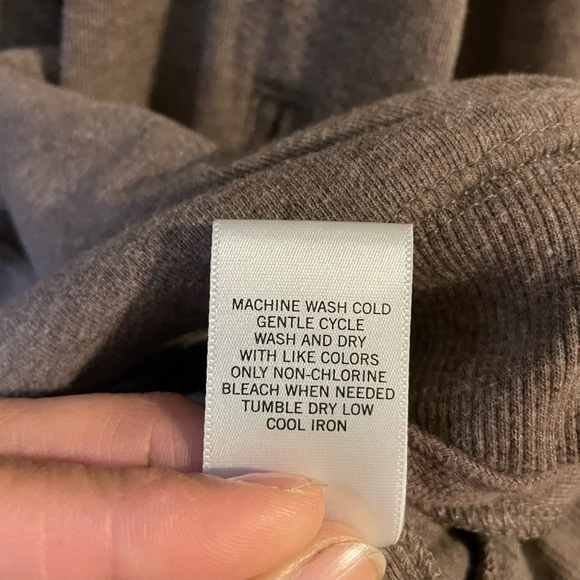 MACHINE WASH COLD
GENTLE CYCLE
WASH AND DRY
WITH LIKE COLORS
ONLY NON-CHLORINE
BLEACH WHEN NEEDED
TUMBLE DRY LOW
COOL IRON